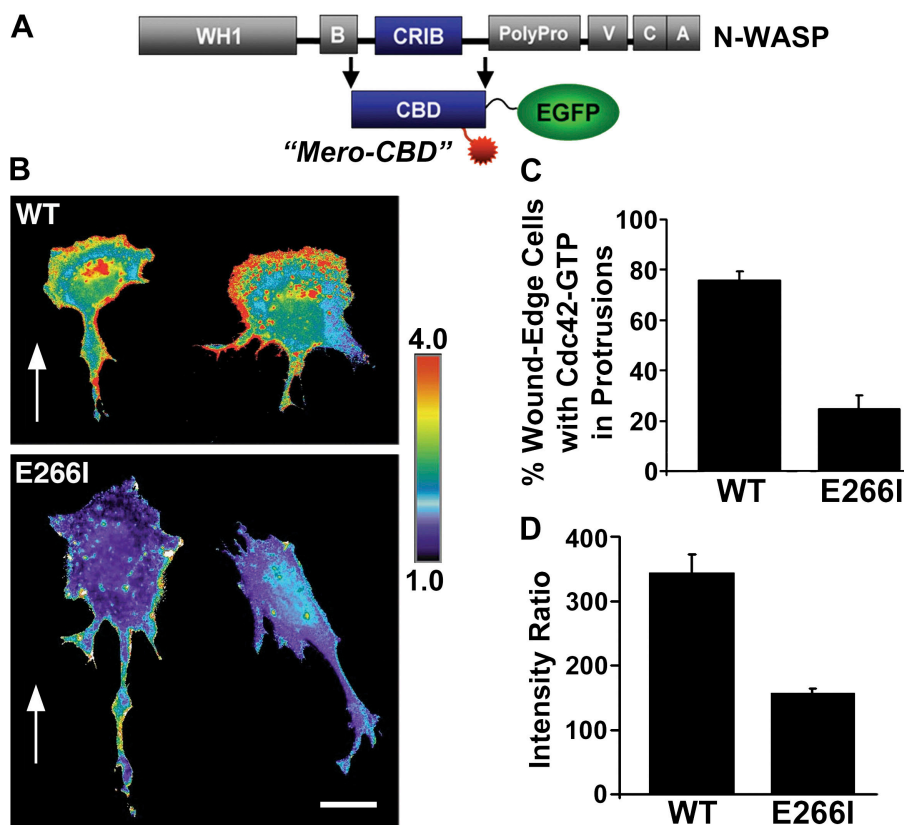 A
WH1 B CRIB PolyPro V C A N-WASP
CBD EGFP
“Mero-CBD”
B
WT
4.0
E266I
1.0
C
% Wound-Edge Cells
with Cdc42-GTP
in Protrusions
100
80
60
40
20
0
WT E266I
D
Intensity Ratio
400
300
200
100
0
WT E266I